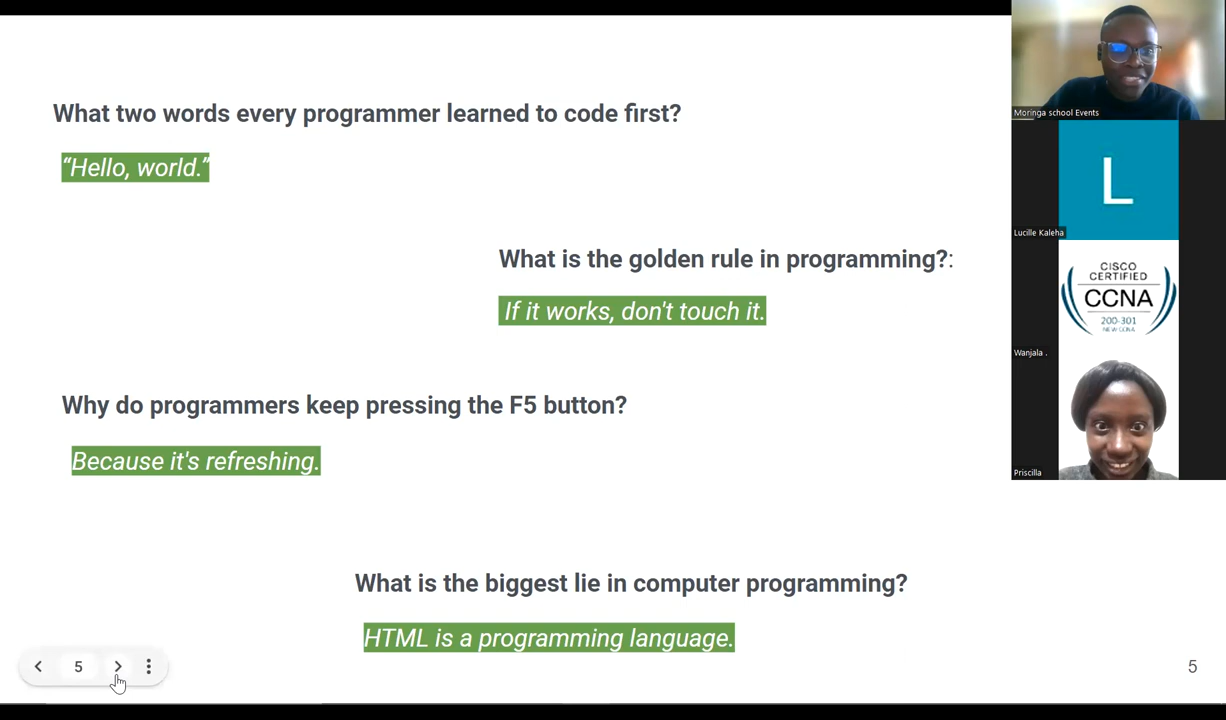 What two words every programmer learned to code first?
“Hello, world.”
What is the golden rule in programming?:
If it works, don't touch it.
Why do programmers keep pressing the F5 button?
Because it's refreshing.
What is the biggest lie in computer programming?
HTML is a programming language.
5
5
Moringa school Events
L
Lucille Kaleha
CISCO
CERTIFIED
CCNA
200-301
NEW CCNA
Wanjala .
Priscilla